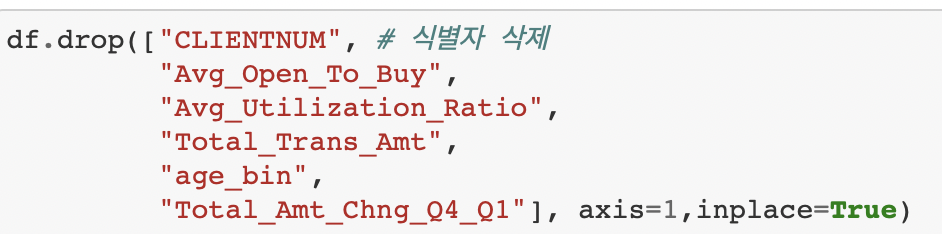 df.drop(["CLIENTNUM", # 식별자 삭제
"Avg_Open_To_Buy",
"Avg_Utilization_Ratio",
"Total_Trans_Amt",
"age_bin",
"Total_Amt_Chng_Q4_Q1"], axis=1,inplace=True)